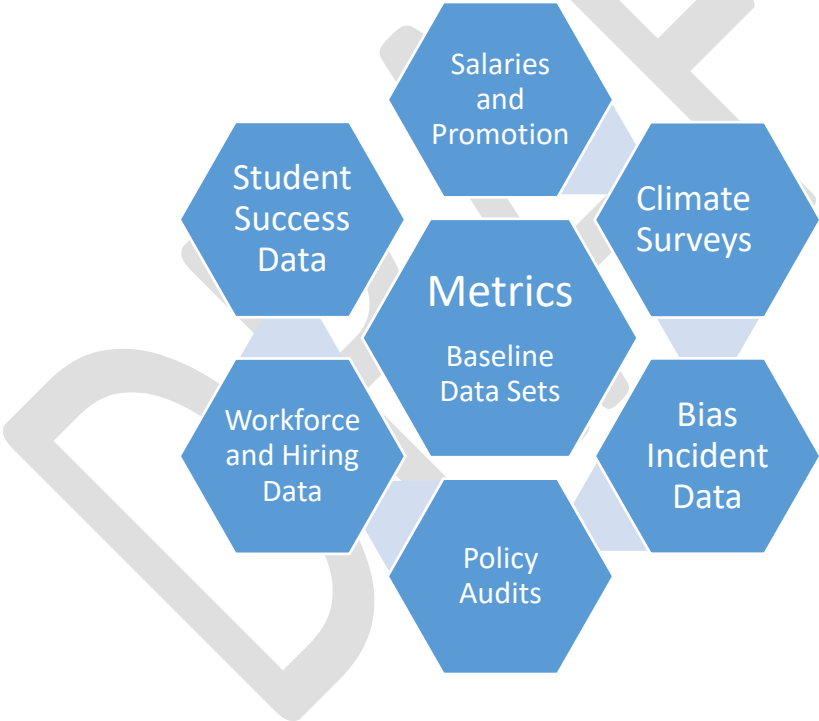 Salaries
and
Promotion
Student
Success
Data
Climate
Surveys
Metrics
Baseline
Data Sets
Workforce
and Hiring
Data
Bias
Incident
Data
Policy
Audits